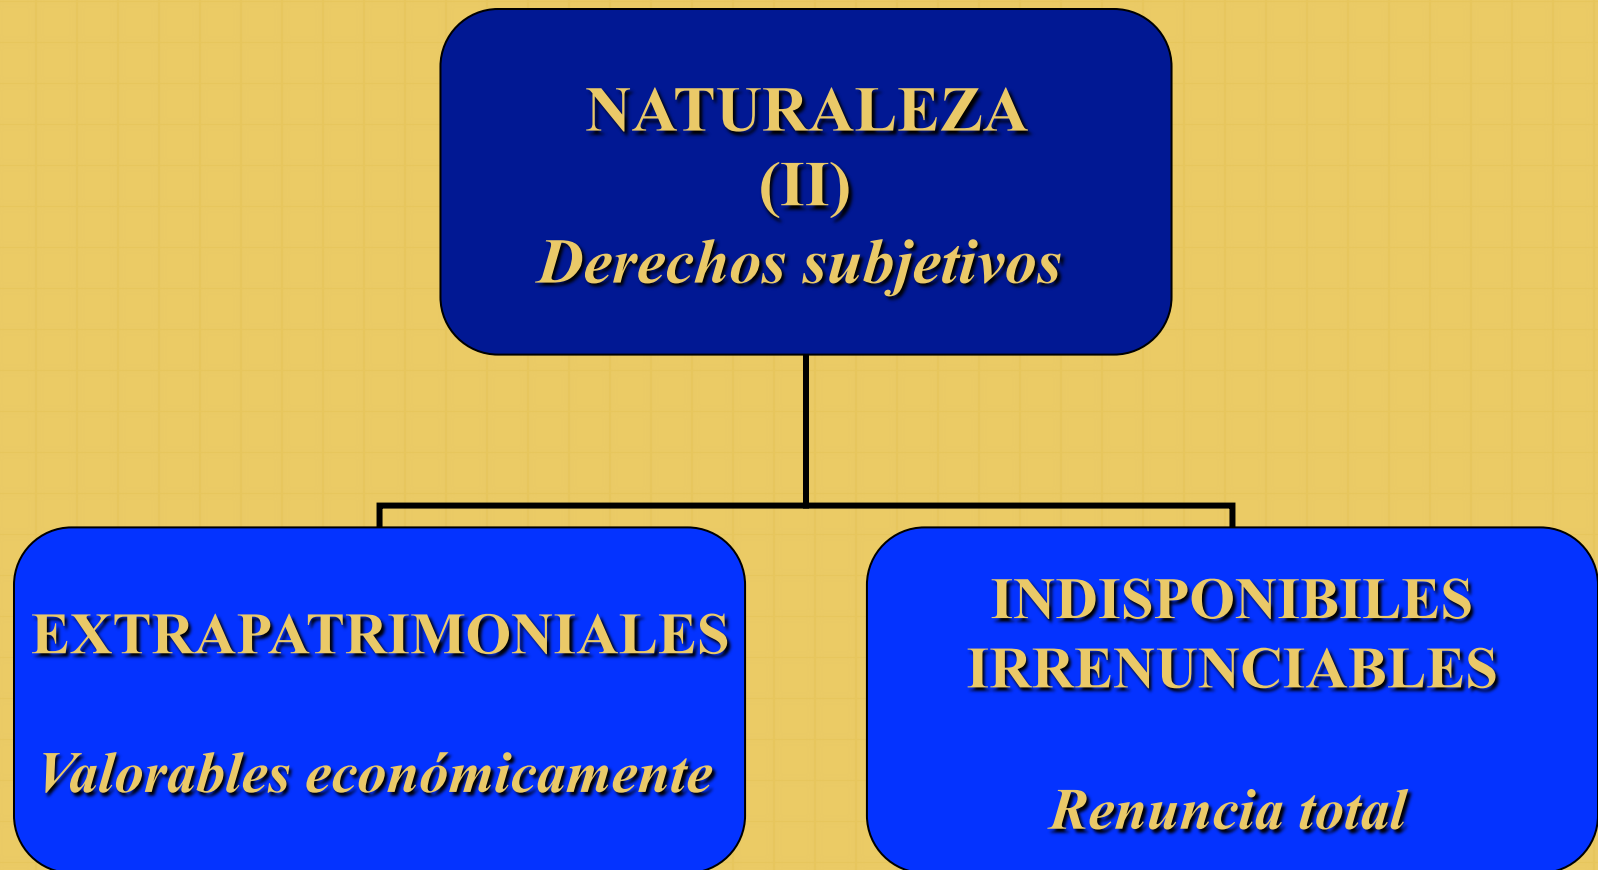 NATURALEZA
(II)
Derechos subjetivos
EXTRAPATRIMONIALES
Valorables económicamente
INDISPONIBILES
IRRENUNCIABLES
Renuncia total